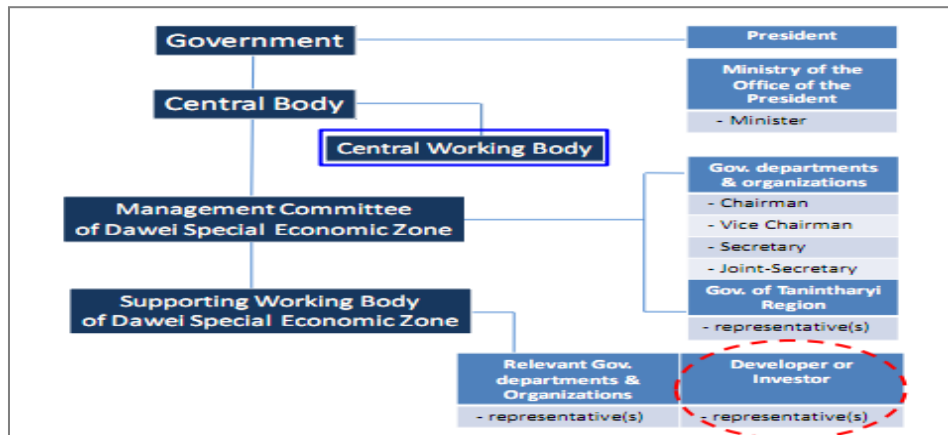 Government
President
Ministry of the
Office of the
President
- Minister
Central Body
Central Working Body
Management Committee
of Dawei Special Economic Zone
Gov. departments
& organizations
- Chairman
- Vice Chairman
- Secretary
- Joint-Secretary
Gov. of Tanintharyi
Region
- representative(s)
Supporting Working Body
of Dawei Special Economic Zone
Relevant Gov.
departments &
Organizations
- representative(s)
Developer or
Investor
- representative(s)